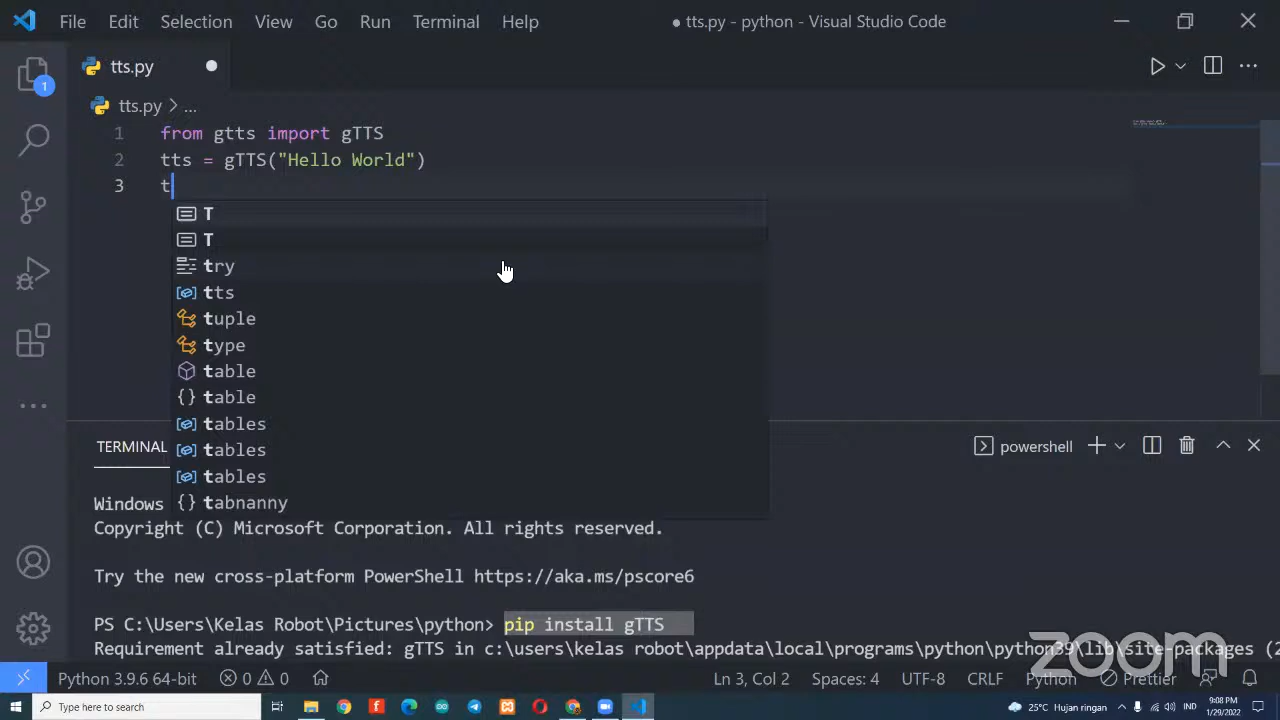 File Edit Selection View Go Run Terminal Help ● tts.py - python - Visual Studio Code
1
tts.py ●
tts.py > ...
1 from gtts import gTTS
2 tts = gTTS("Hello World")
3 t
T
T
try
tts
tuple
type
table
table
tables
tables
tables
tabnanny
TERMINAL powershell
Windows
Copyright (C) Microsoft Corporation. All rights reserved.
Try the new cross-platform PowerShell https://aka.ms/pscore6
PS C:\Users\Kelas Robot\Pictures\python> pip install gTTS
Requirement already satisfied: gTTS in c:\users\kelas robot\appdata\local\programs\python\python39\lib\site-packages (2
zoom
Python 3.9.6 64-bit 0 0 Ln 3, Col 2 Spaces: 4 UTF-8 CRLF Python Prettier
Type here to search 25°C Hujan ringan IND 9:08 PM
1/29/2022